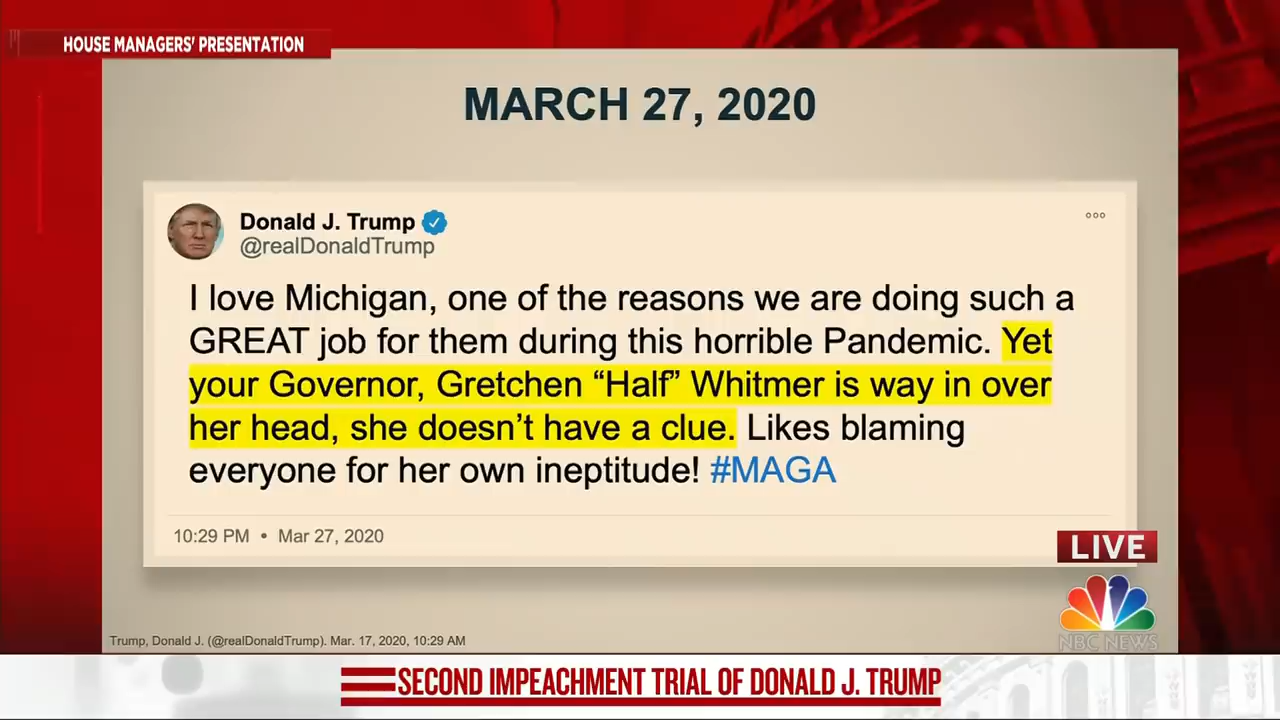 HOUSE MANAGERS' PRESENTATION
MARCH 27, 2020
Donald J. Trump
@realDonaldTrump
I love Michigan, one of the reasons we are doing such a
GREAT job for them during this horrible Pandemic. Yet
your Governor, Gretchen “Half” Whitmer is way in over
her head, she doesn’t have a clue. Likes blaming
everyone for her own ineptitude! #MAGA
10:29 PM • Mar 27, 2020
LIVE
NBC NEWS
Trump, Donald J. (@realDonaldTrump). Mar. 17, 2020, 10:29 AM
SECOND IMPEACHMENT TRIAL OF DONALD J. TRUMP